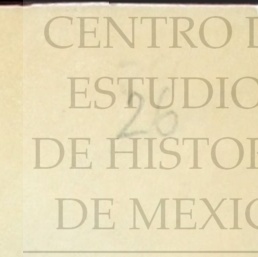 CENTRO D
ESTUDIO
26
DE HISTOR
DE MEXIC